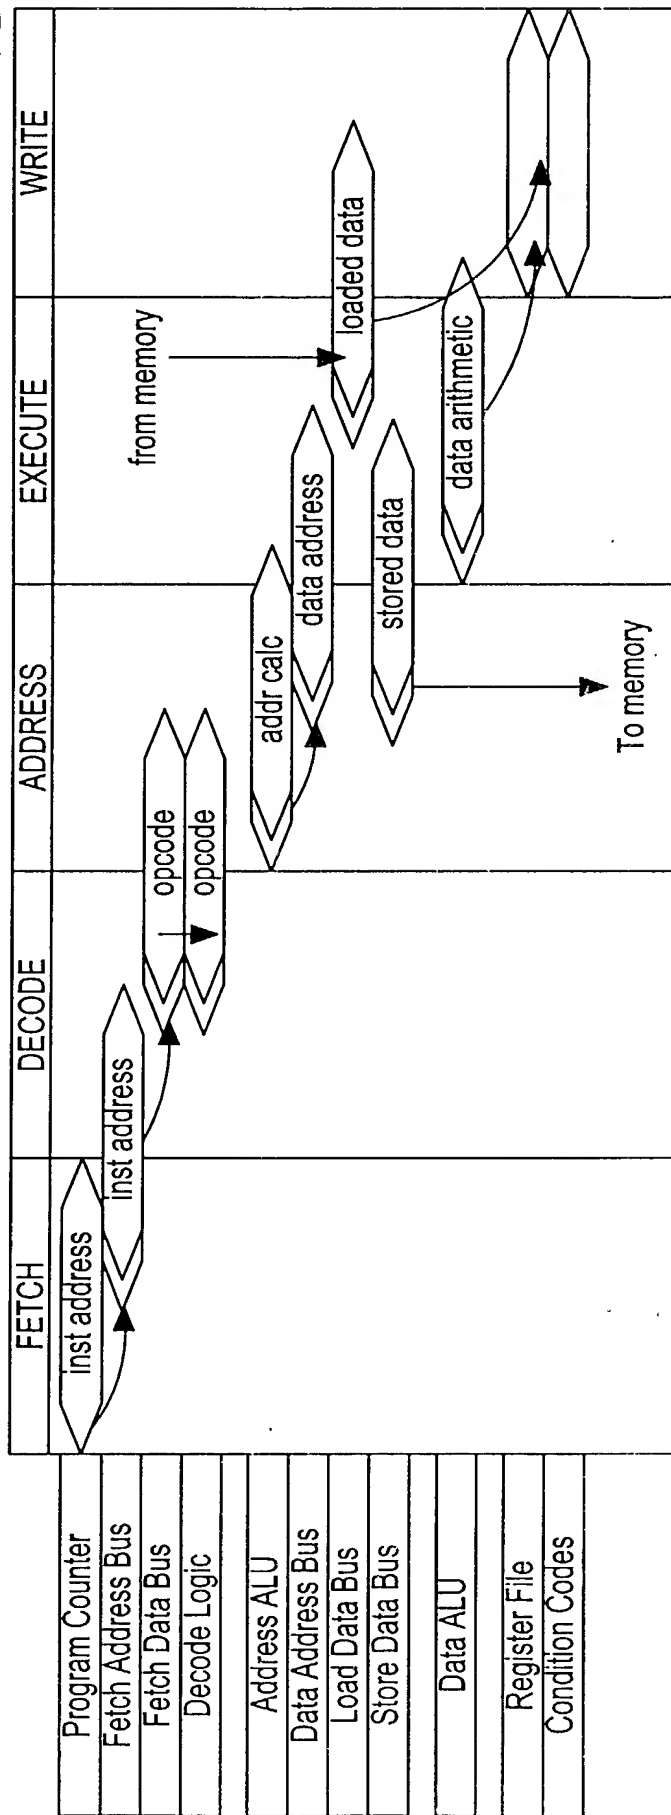 FETCH
DECODE
ADDRESS
EXECUTE
WRITE
Program Counter
inst address
Fetch Address Bus
inst address
Fetch Data Bus
opcode
Decode Logic
opcode
from memory
Address ALU
addr calc
Data Address Bus
data address
Load Data Bus
loaded data
Store Data Bus
stored data
Data ALU
data arithmetic
Register File
Condition Codes
To memory